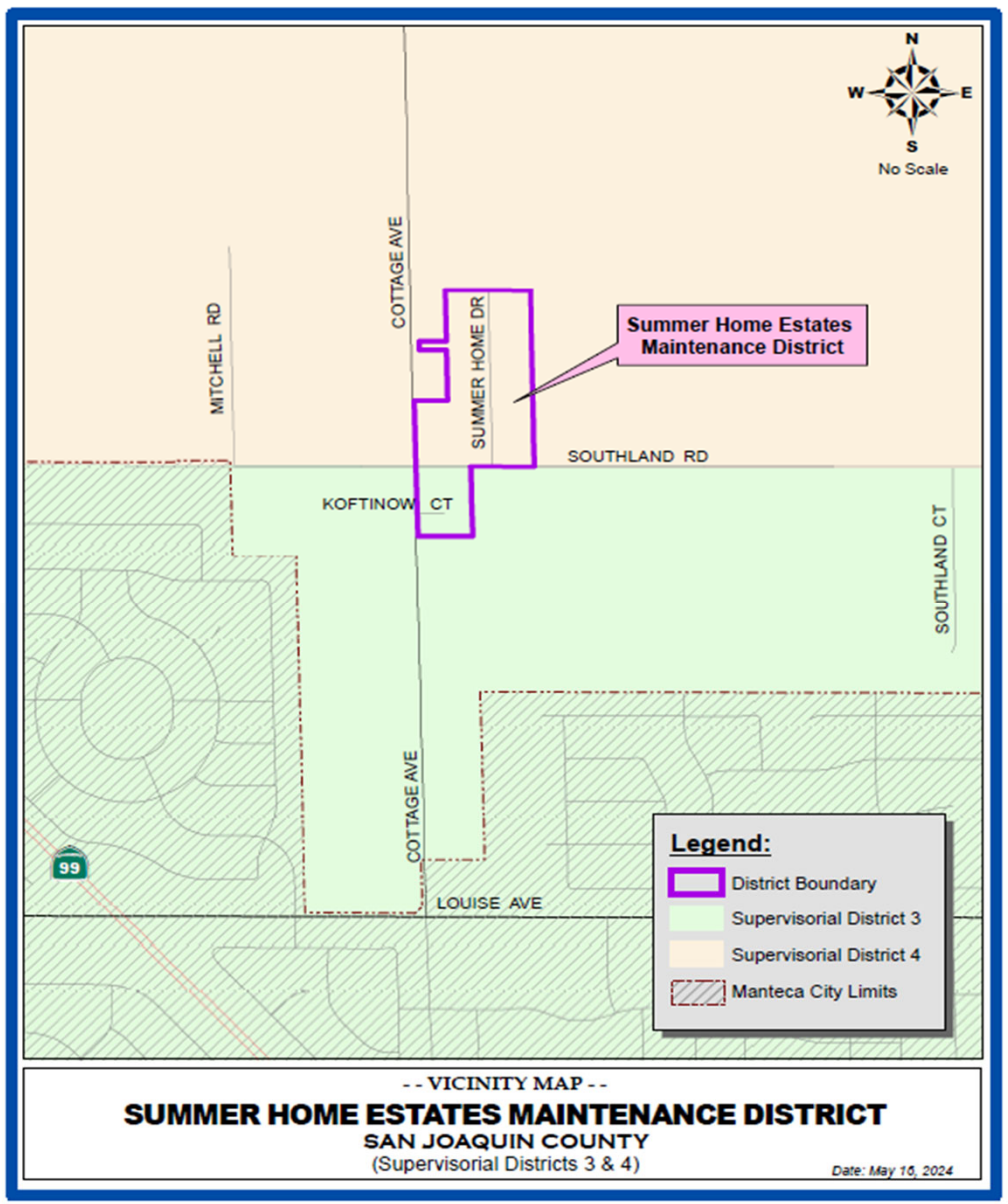 N
W
E
S
No Scale
COTTAGE AVE
MITCHELL RD
SUMMER HOME DR
Summer Home Estates
Maintenance District
SOUTHLAND RD
KOFTINOW CT
SOUTHLAND CT
COTTAGE AVE
99
LOUISE AVE
Legend:
District Boundary
Supervisorial District 3
Supervisorial District 4
Manteca City Limits
- - VICINITY MAP - -
SUMMER HOME ESTATES MAINTENANCE DISTRICT
SAN JOAQUIN COUNTY
(Supervisorial Districts 3 & 4)
Date: May 16, 2024